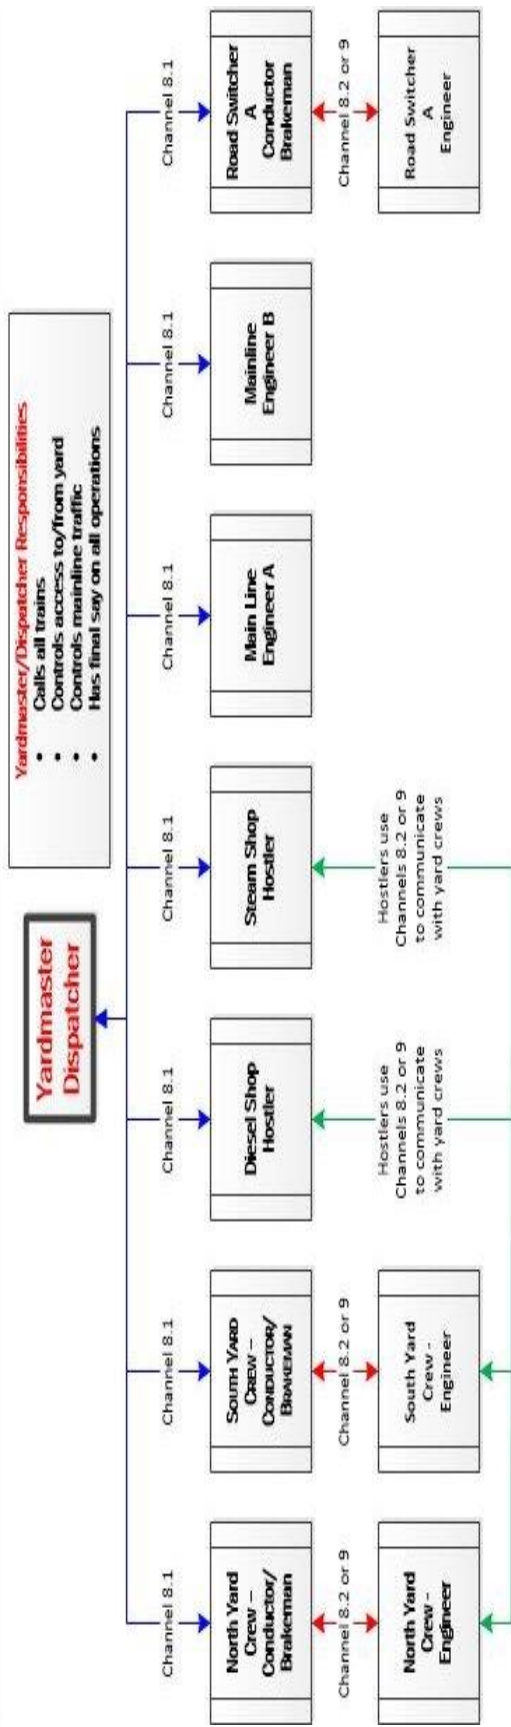 Yardmaster
Dispatcher
Yardmaster/Dispatcher Responsibilities
• Calls all trains
• Controls access to/from yard
• Controls mainline traffic
• Has final say on all operations
Channel 8.1
Channel 8.1
Channel 8.1
Channel 8.1
Channel 8.1
Channel 8.1
Channel 8.1
North Yard
Crew –
Conductor/
Brakeman
SOUTH YARD
CREW –
CONDUCTOR/
BRAKEMAN
Diesel Shop
Hostler
Steam Shop
Hostler
Main Line
Engineer A
Mainline
Engineer B
Road Switcher
A
Conductor
Brakeman
Channel 8.2 or 9
Channel 8.2 or 9
Hostlers use
Channels 8.2 or 9
to communicate
with yard crews
Hostlers use
Channels 8.2 or 9
to communicate
with yard crews
Channel 8.2 or 9
North Yard
Crew -
Engineer
South Yard
Crew -
Engineer
Road Switcher
A
Engineer